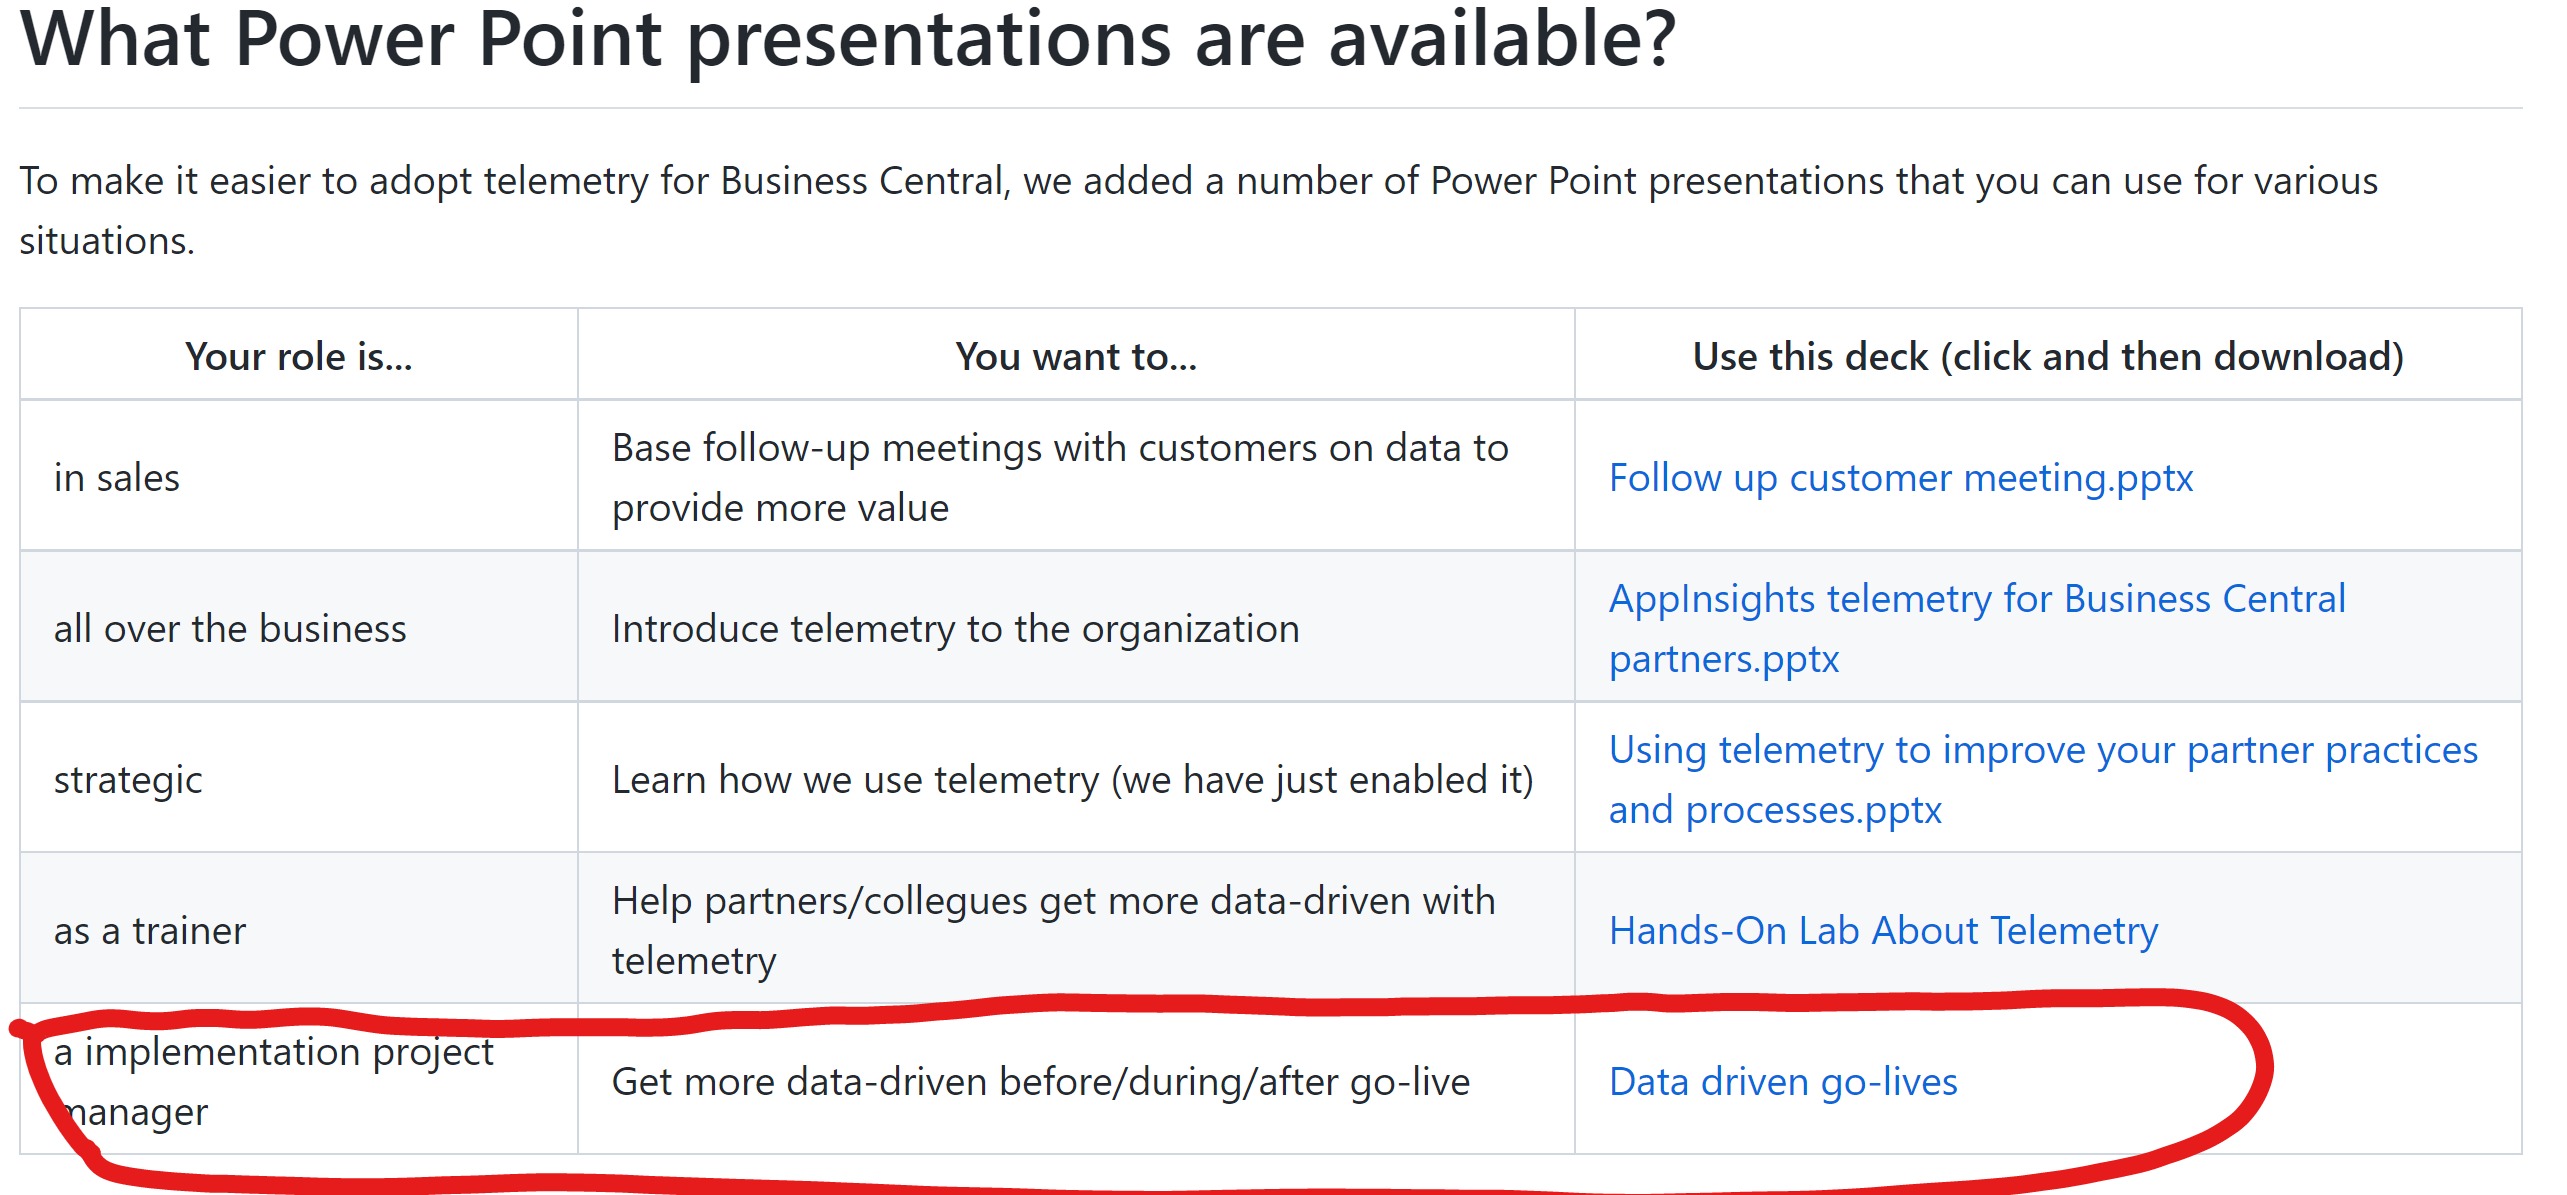 What Power Point presentations are available?
To make it easier to adopt telemetry for Business Central, we added a number of Power Point presentations that you can use for various
situations.
Your role is... You want to... Use this deck (click and then download)
in sales
Base follow-up meetings with customers on data to
provide more value
Follow up customer meeting.pptx
all over the business
Introduce telemetry to the organization
AppInsights telemetry for Business Central
partners.pptx
strategic
Learn how we use telemetry (we have just enabled it)
Using telemetry to improve your partner practices
and processes.pptx
as a trainer
Help partners/collegues get more data-driven with
telemetry
Hands-On Lab About Telemetry
a implementation project
manager
Get more data-driven before/during/after go-live
Data driven go-lives